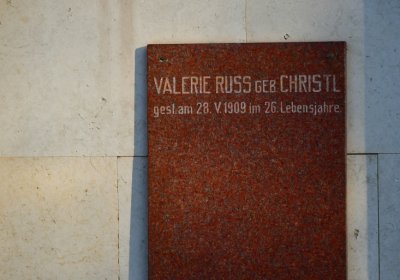 VALERIE RUSS GEB. CHRISTL
gest. am 28. V. 1909 im 26. Lebensjahre.